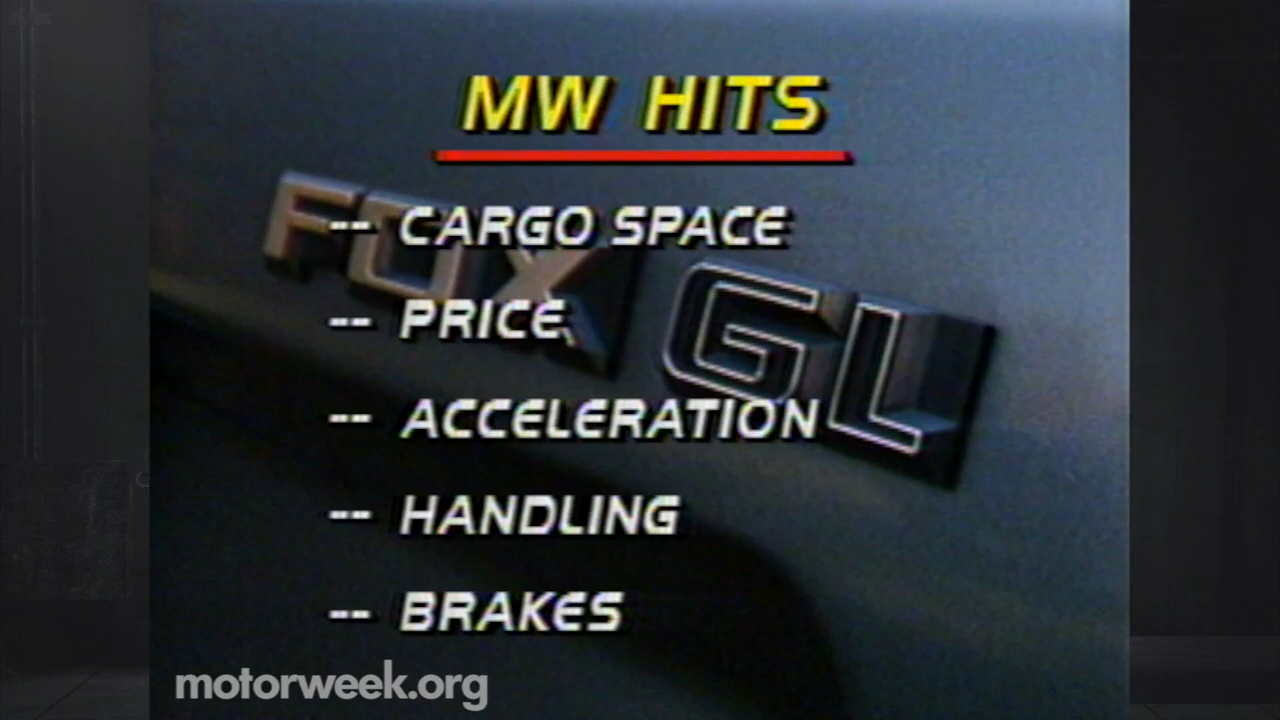 MW HITS
FOX GL
-- CARGO SPACE
-- PRICE
-- ACCELERATION
-- HANDLING
-- BRAKES
motorweek.org